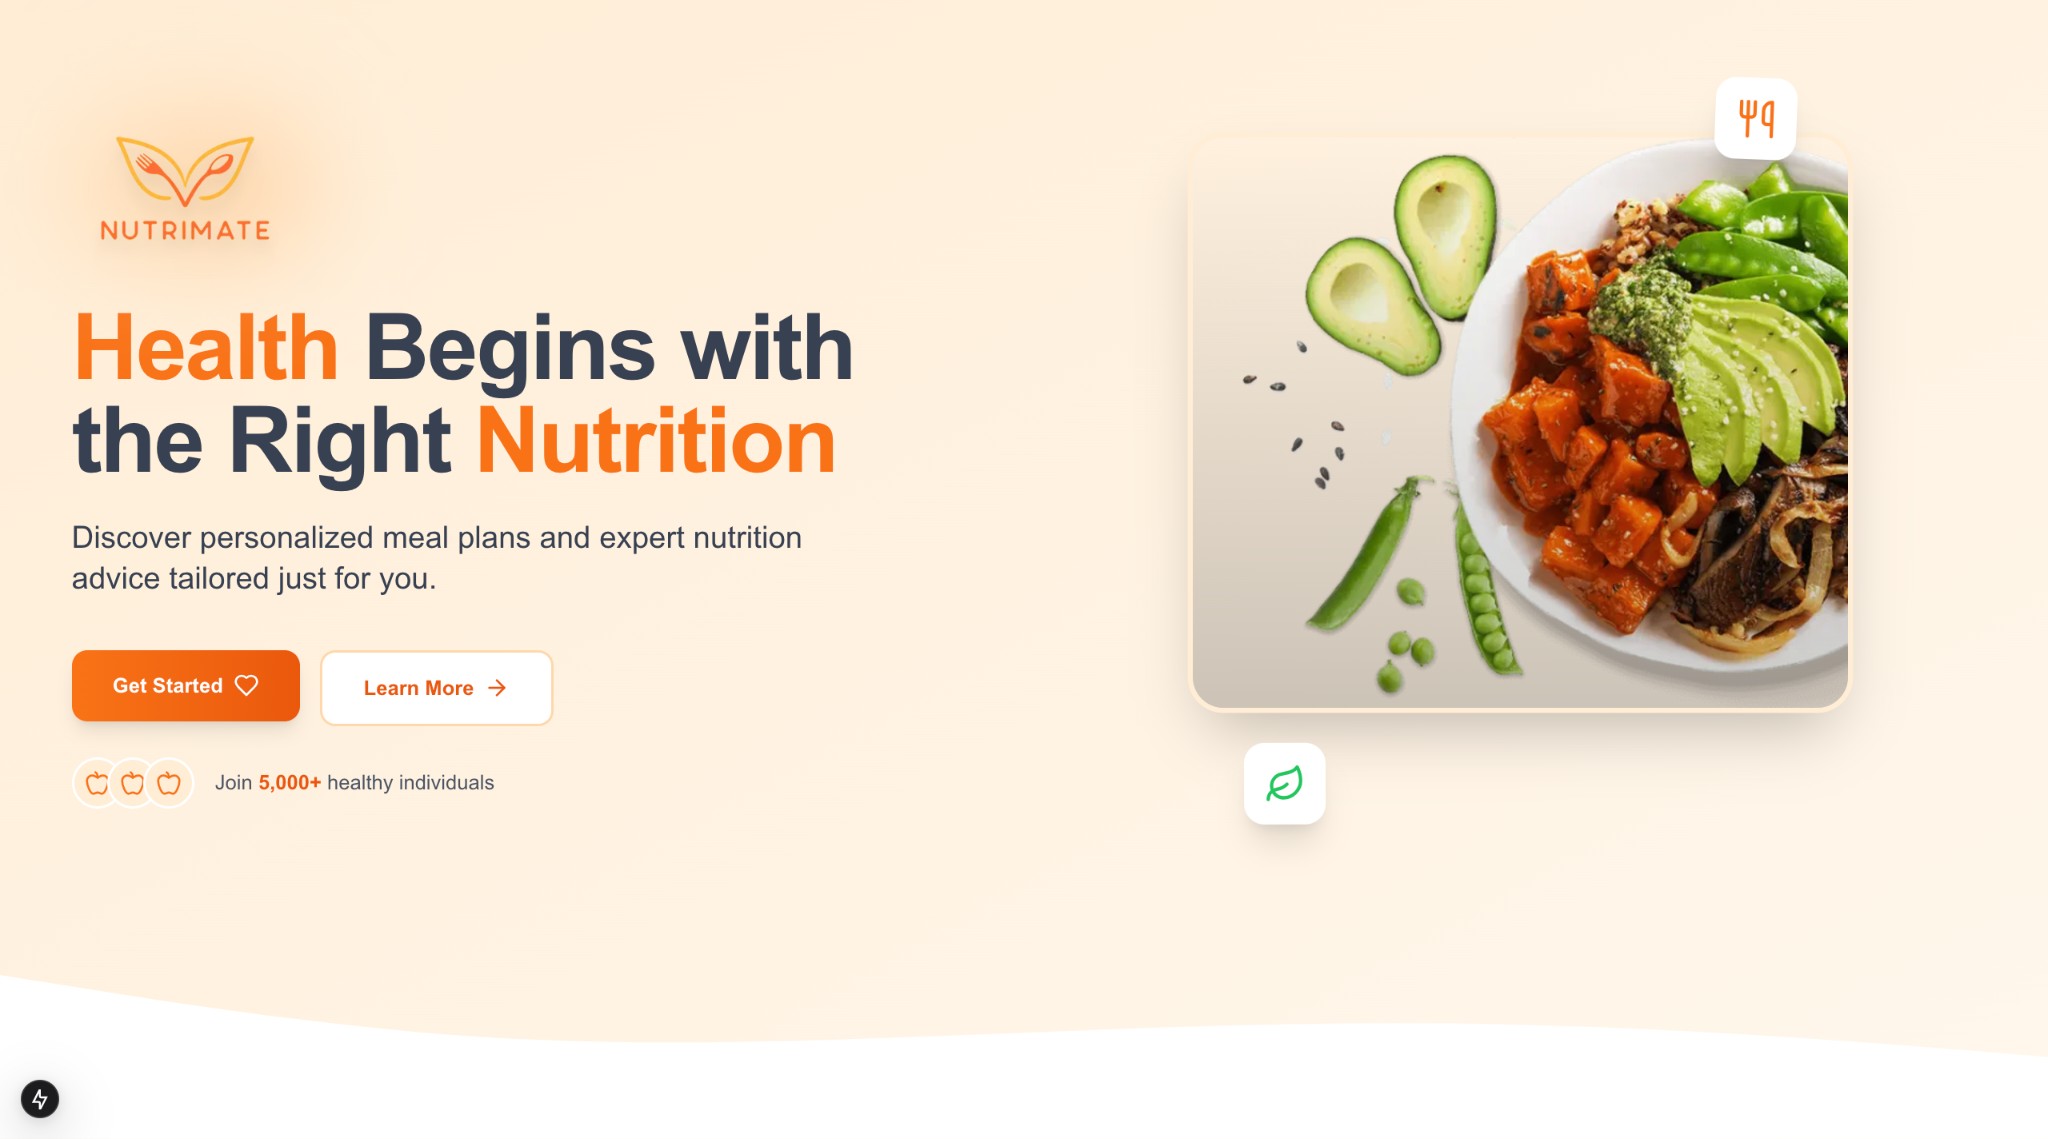 NUTRIMATE
Health Begins with
the Right Nutrition
Discover personalized meal plans and expert nutrition
advice tailored just for you.
Get Started
Learn More
Join 5,000+ healthy individuals